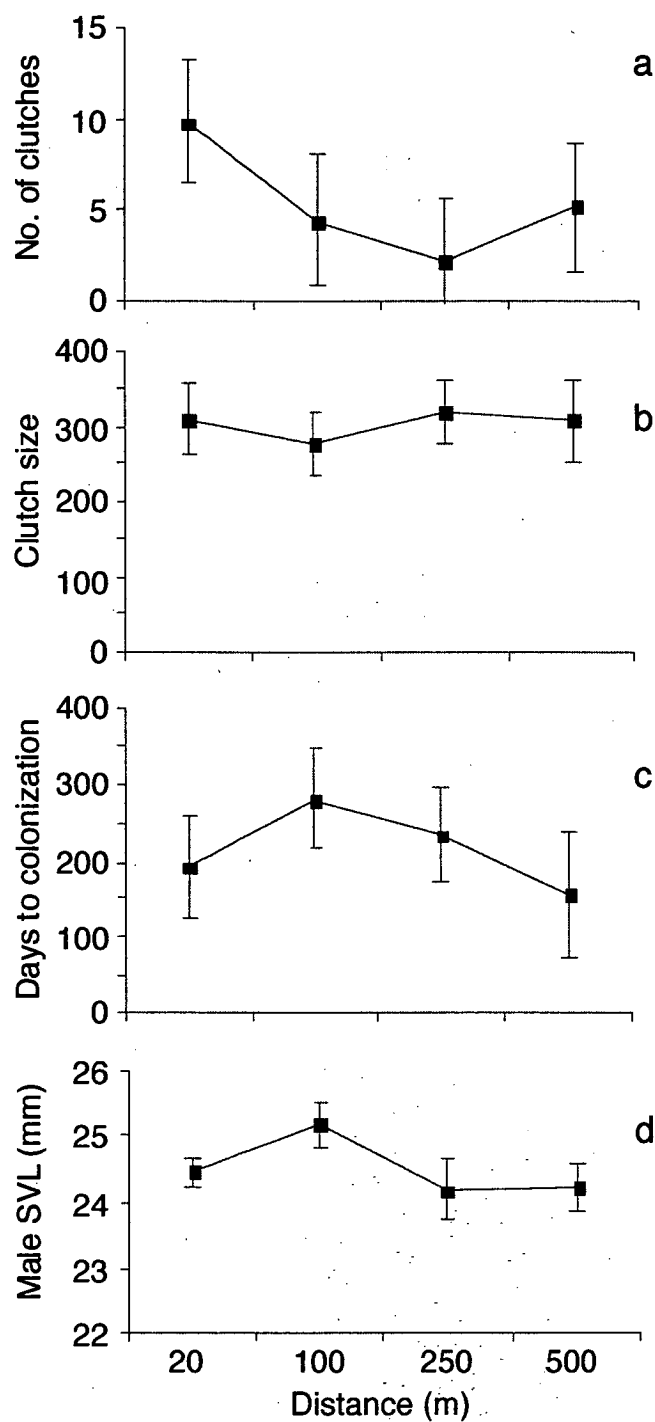 a
No. of clutches
15
10
5
0
b
Clutch size
400
300
200
100
0
c
Days to colonization
400
300
200
100
0
d
Male SVL (mm)
26
25
24
23
22
20 100 250 500
Distance (m)